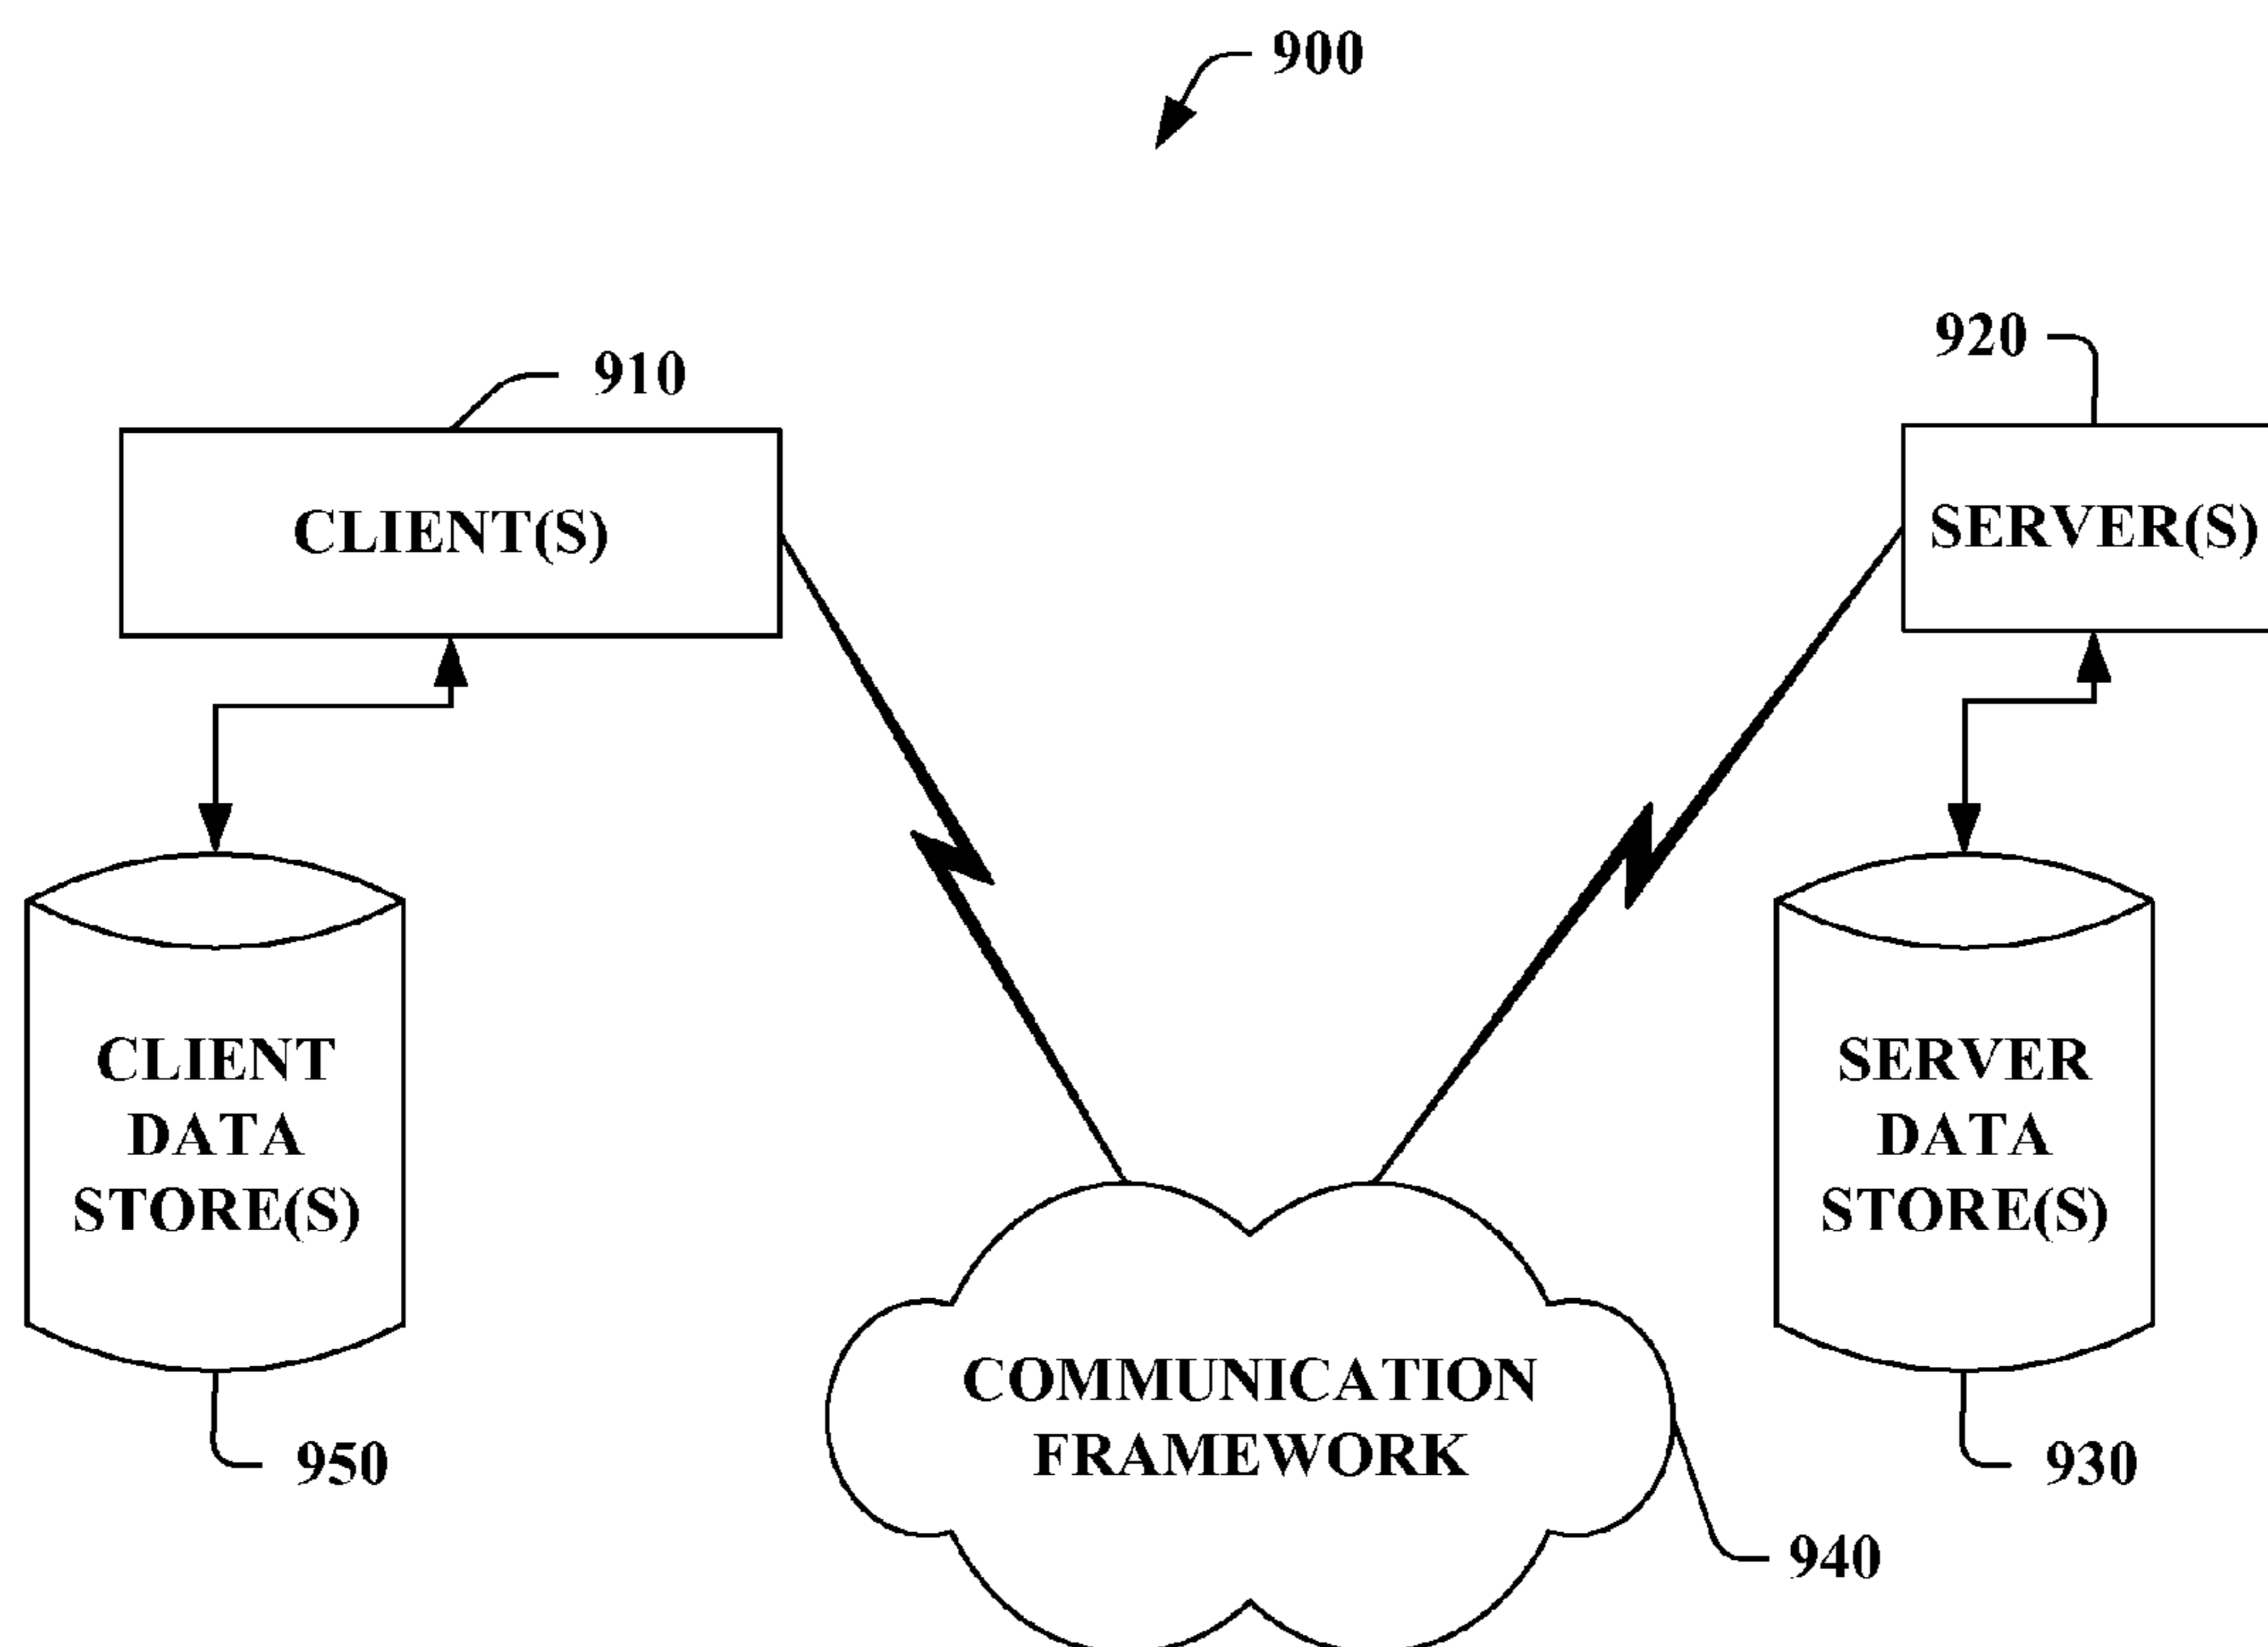 900
910
920
CLIENT(S)
SERVER(S)
CLIENT
DATA
STORE(S)
SERVER
DATA
STORE(S)
COMMUNICATION
FRAMEWORK
950
930
940